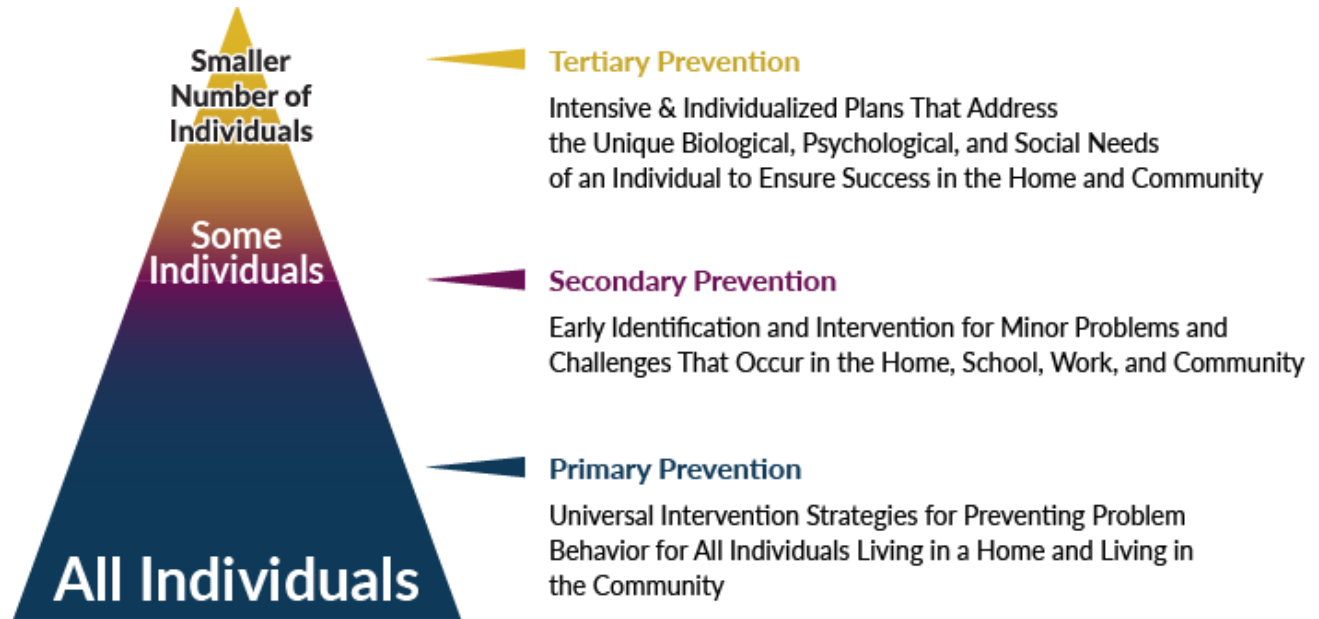 Smaller
Number of
Individuals
Tertiary Prevention
Intensive & Individualized Plans That Address
the Unique Biological, Psychological, and Social Needs
of an Individual to Ensure Success in the Home and Community
Some
Individuals
Secondary Prevention
Early Identification and Intervention for Minor Problems and
Challenges That Occur in the Home, School, Work, and Community
Primary Prevention
Universal Intervention Strategies for Preventing Problem
Behavior for All Individuals Living in a Home and Living in
the Community
All Individuals